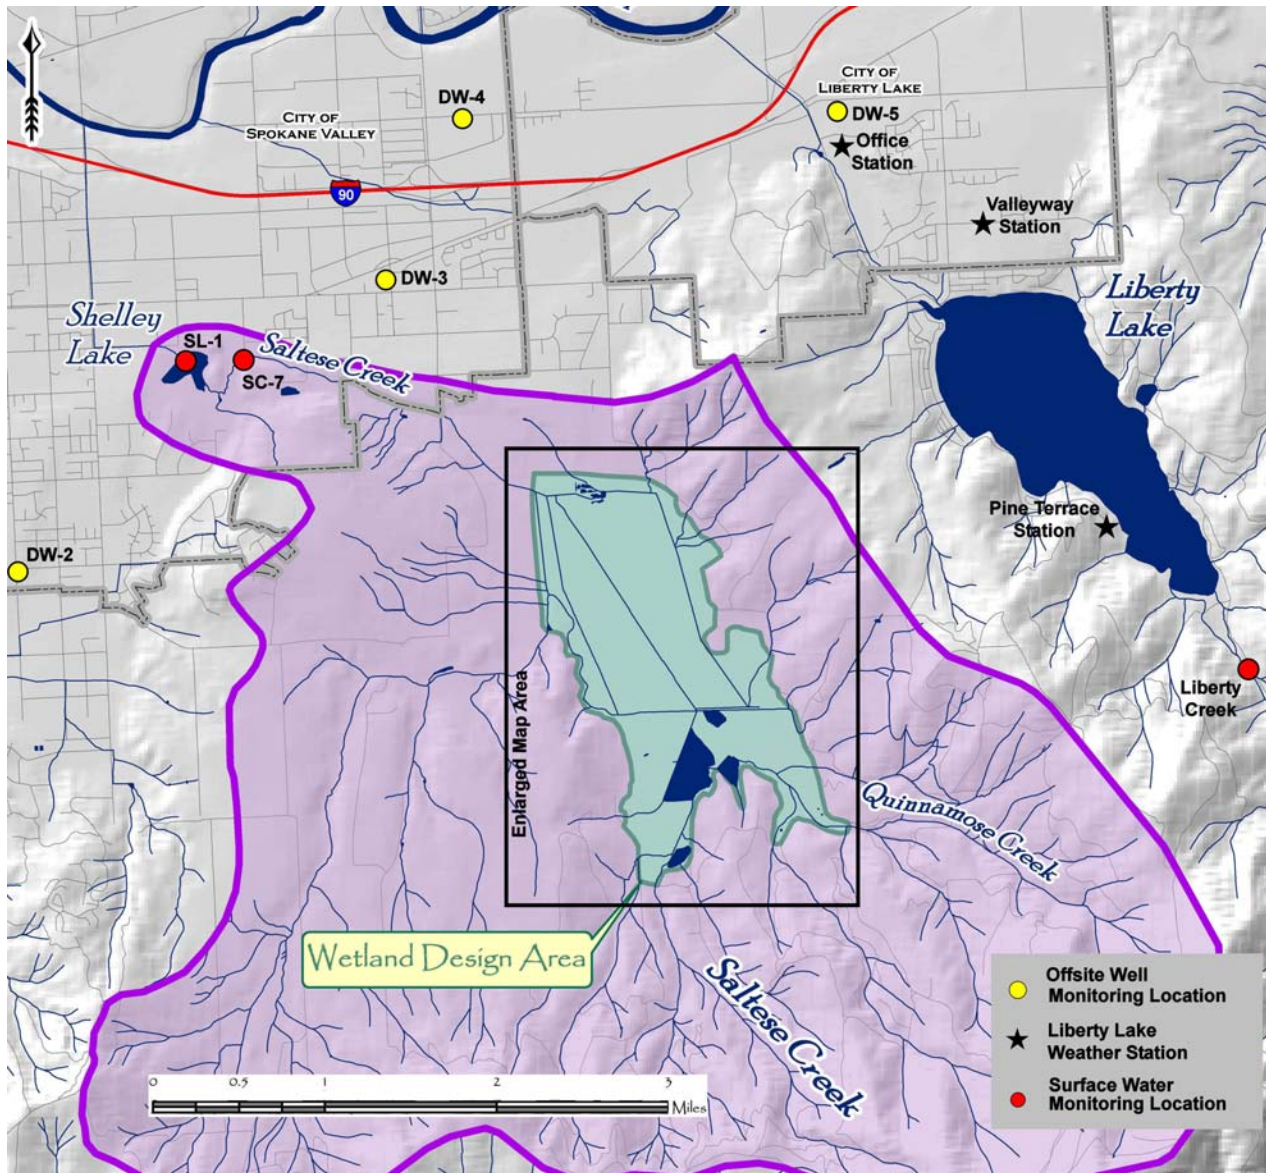 DW-4
CITY OF
SPOKANE VALLEY
CITY OF
LIBERTY LAKE
DW-5
Office
Station
90
Valleyway
Station
DW-3
Shelley
Lake
SL-1
SC-7
Saltese Creek
Liberty
Lake
Pine Terrace
Station
DW-2
Liberty
Creek
Enlarged Map Area
Quinnamose Creek
Wetland Design Area
Saltese Creek
Offsite Well
Monitoring Location
Liberty Lake
Weather Station
Surface Water
Monitoring Location
0 0.5 1 2 3
Miles